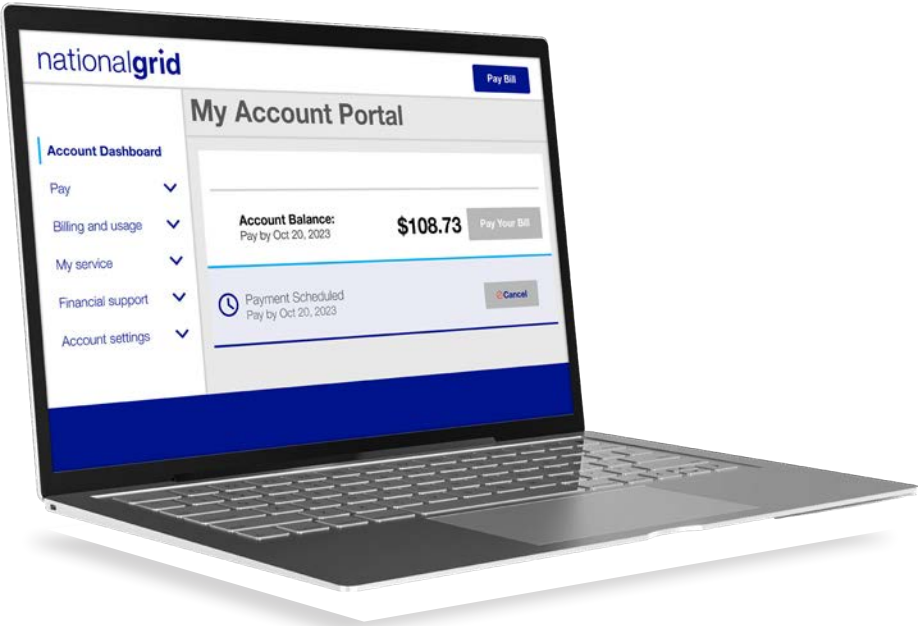 nationalgrid
Pay Bill
My Account Portal
Account Dashboard
Pay
Billing and usage
My service
Financial support
Account settings
Account Balance:
Pay by Oct 20, 2023
$108.73
Pay Your Bill
Payment Scheduled
Pay by Oct 20, 2023
Cancel